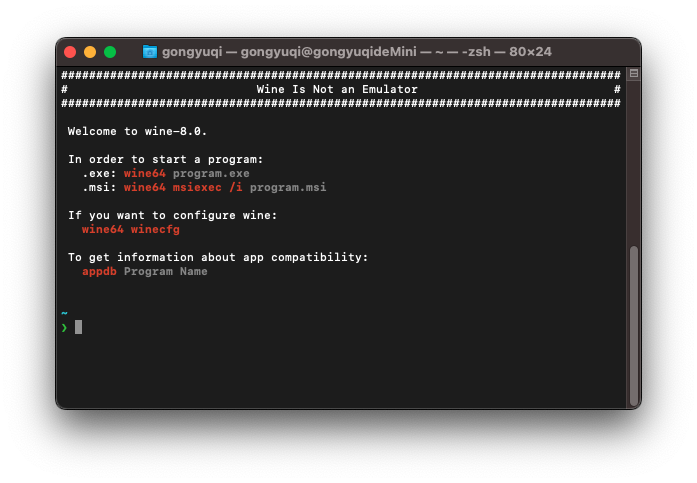 gongyuqi — gongyuqi@gongyuqideMini — ~ — -zsh — 80×24
################################################################################
# Wine Is Not an Emulator #
################################################################################
Welcome to wine-8.0.
In order to start a program:
.exe: wine64 program.exe
.msi: wine64 msiexec /i program.msi
If you want to configure wine:
wine64 winecfg
To get information about app compatibility:
appdb Program Name
~
❯